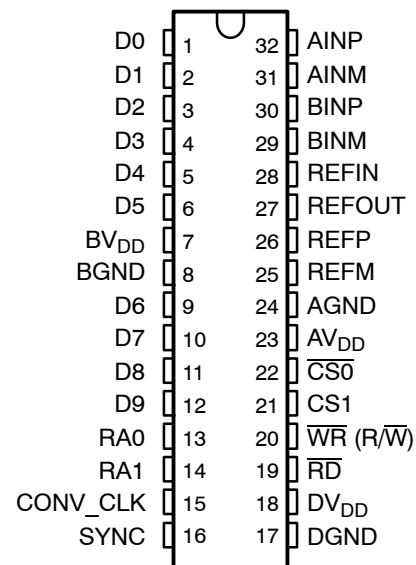 D0 1 32 AINP
D1 2 31 AINM
D2 3 30 BINP
D3 4 29 BINM
D4 5 28 REFIN
D5 6 27 REFOUT
BVDD 7 26 REFP
BGND 8 25 REFM
D6 9 24 AGND
D7 10 23 AVDD
D8 11 22 C̅S̅0̅
D9 12 21 CS1
RA0 13 20 W̅R̅ (R/W̅)
RA1 14 19 R̅D̅
CONV_CLK 15 18 DVDD
SYNC 16 17 DGND